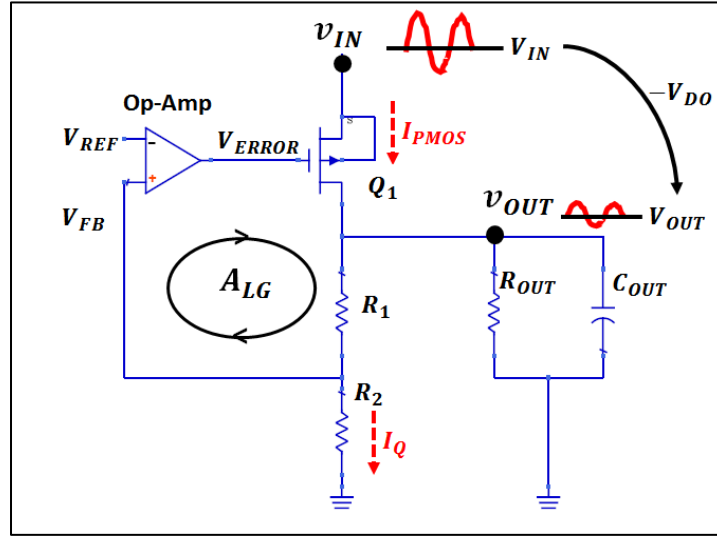 v_IN
V_IN
Op-Amp
−V_DO
S
I_PMOS
V_REF
-
V_ERROR
+
Q_1
v_OUT
V_OUT
V_FB
A_LG
R_OUT
C_OUT
R_1
R_2
I_Q